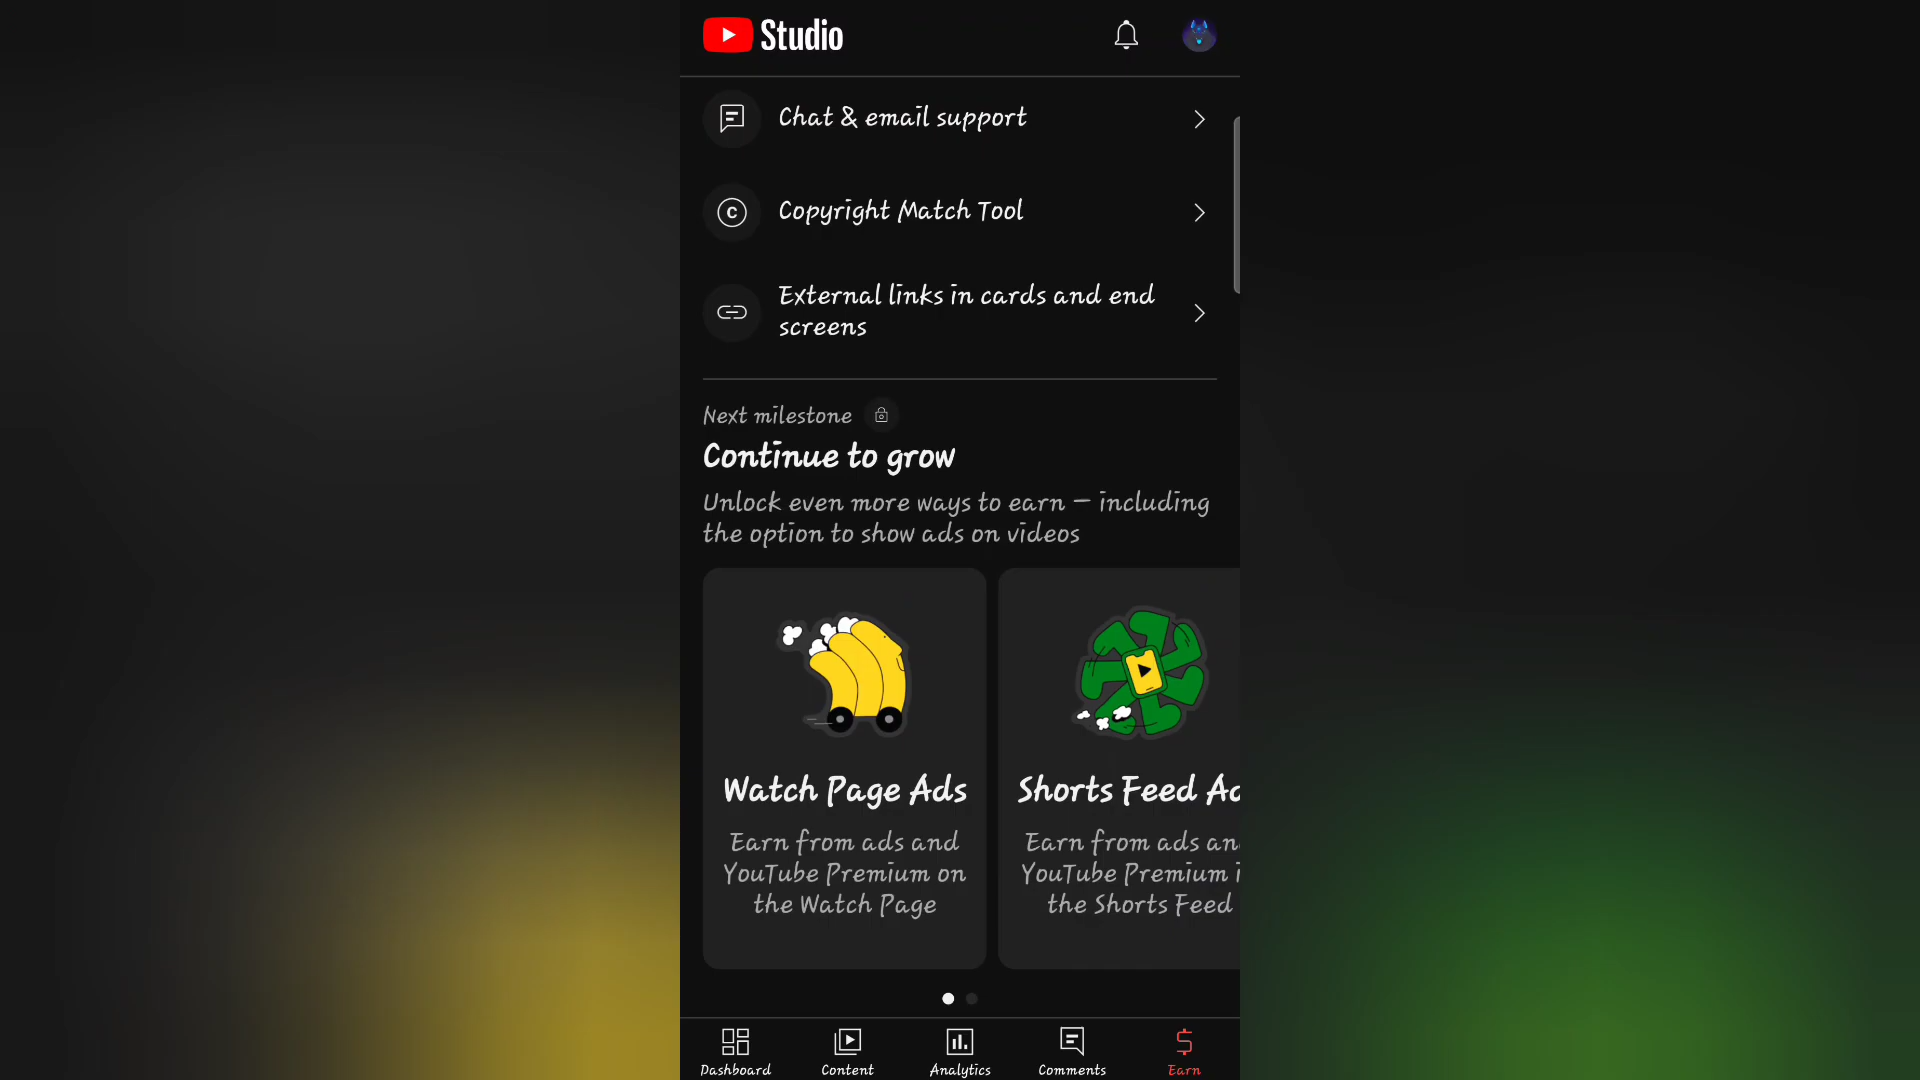 Studio
Chat & email support
Copyright Match Tool
External links in cards and end
screens
Next milestone
Continue to grow
Unlock even more ways to earn – including
the option to show ads on videos
Watch Page Ads
Earn from ads and
YouTube Premium on
the Watch Page
Shorts Feed
Earn from ads
YouTube Premium
the Shorts Feed
Dashboard
Content
Analytics
Comments
Earn